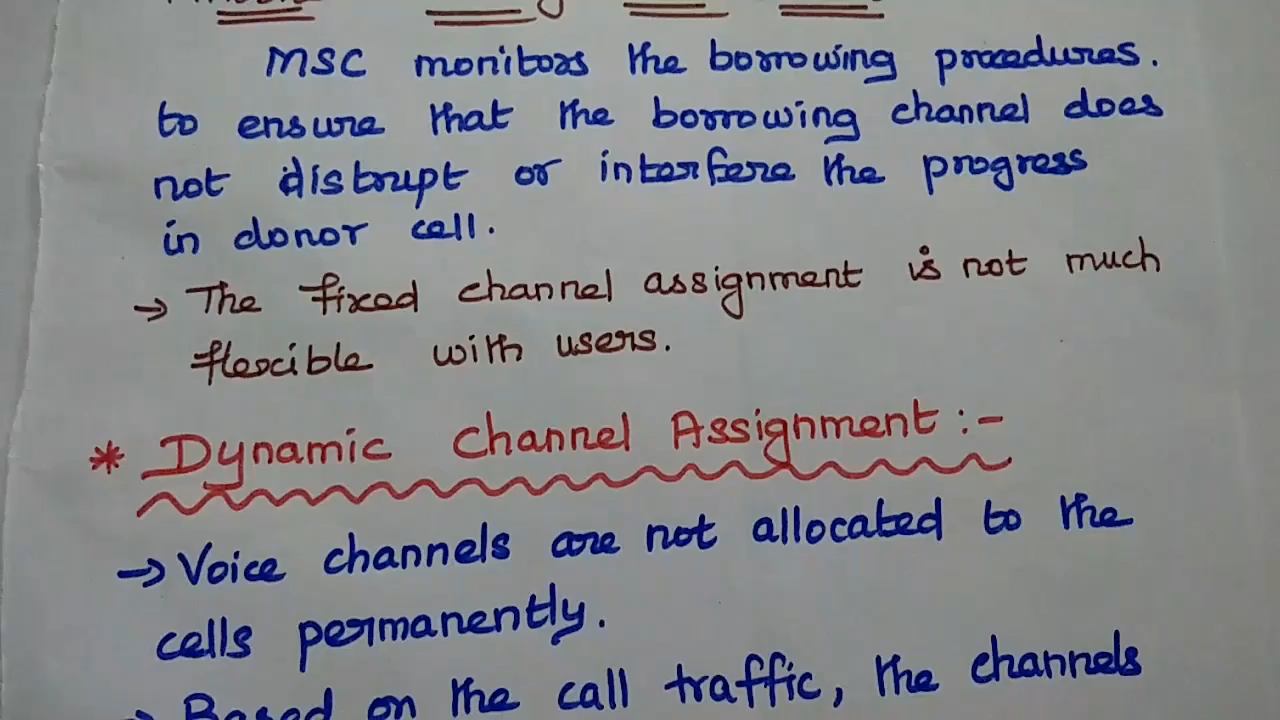 MSC monitors the borrowing procedures.
to ensure that the borrowing channel does
not distrupt or interfere the progress
in donor cell.
→ The fixed channel assignment is not much
flexcible with users.
* Dynamic Channel Assignment :-
→ Voice channels are not allocated to the
cells permanently.
→ Based on the call traffic, the channels